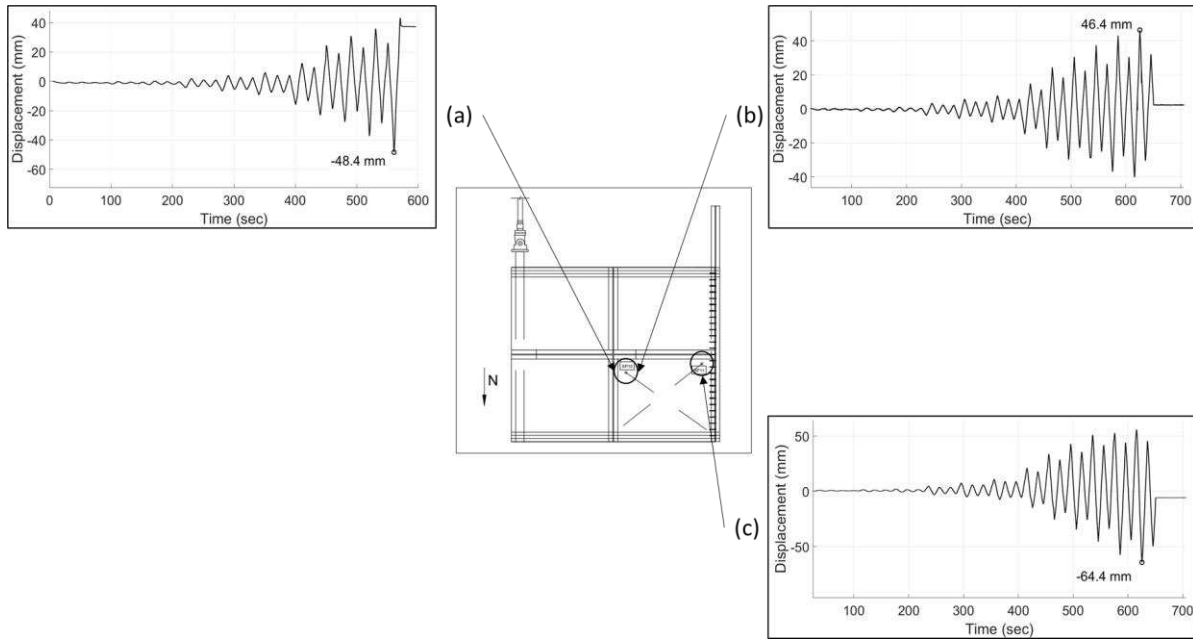 40
20
0
-20
-40
-60
Displacement (mm)
-48.4 mm
0 100 200 300 400 500 600
Time (sec)
(a)
(b)
40
20
0
-20
-40
Displacement (mm)
46.4 mm
100 200 300 400 500 600 700
Time (sec)
N
(c)
50
0
-50
Displacement (mm)
-64.4 mm
100 200 300 400 500 600 700
Time (sec)